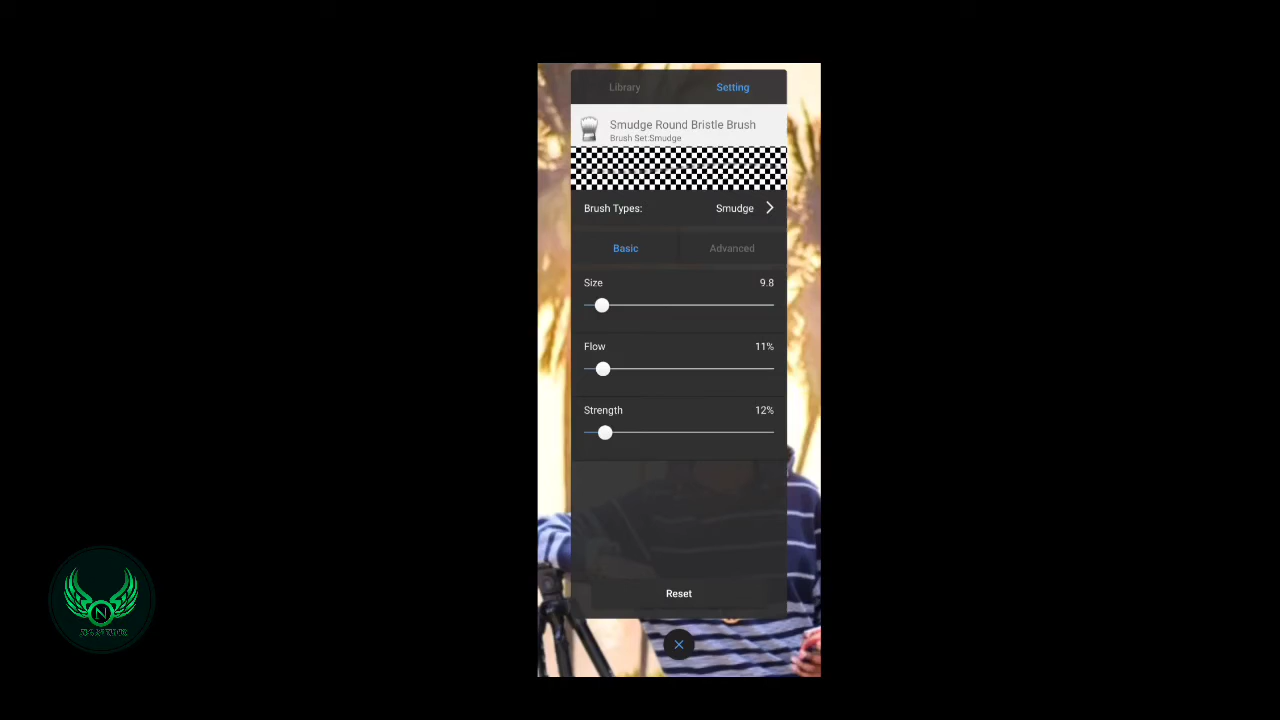 Library Setting
Smudge Round Bristle Brush
Brush Set:Smudge
Brush Types: Smudge
Basic Advanced
Size 9.8
Flow 11%
Strength 12%
Reset
N